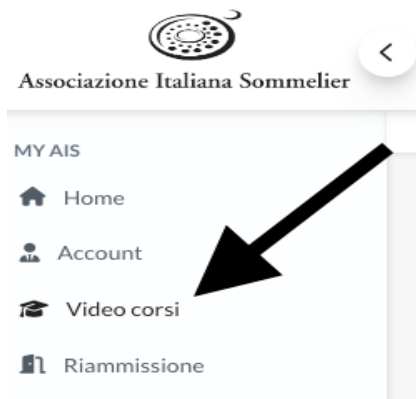 Associazione Italiana Sommelier
MY AIS
Home
Account
Video corsi
Riammissione